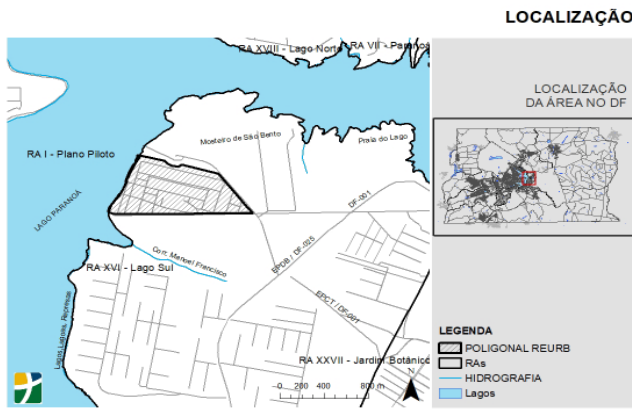 LOCALIZAÇÃO
RA XVIII - Lago Norte
RA VII - Paranoá
Mosteiro de São Bento
Praia do Lago
RA I - Plano Piloto
DF-001
LAGO PARANOÁ
LOCALIZAÇÃO
DA ÁREA NO DF
Corr. Manoel Francisco
EPDB / DF-025
RA XVI - Lago Sul
EPCT / DF-001
Lagos, Lagoas, Represas
RA XXVII - Jardim Botânico
N
0 200 400 800 m
LEGENDA
POLIGONAL REURB
RAs
HIDROGRAFIA
Lagos